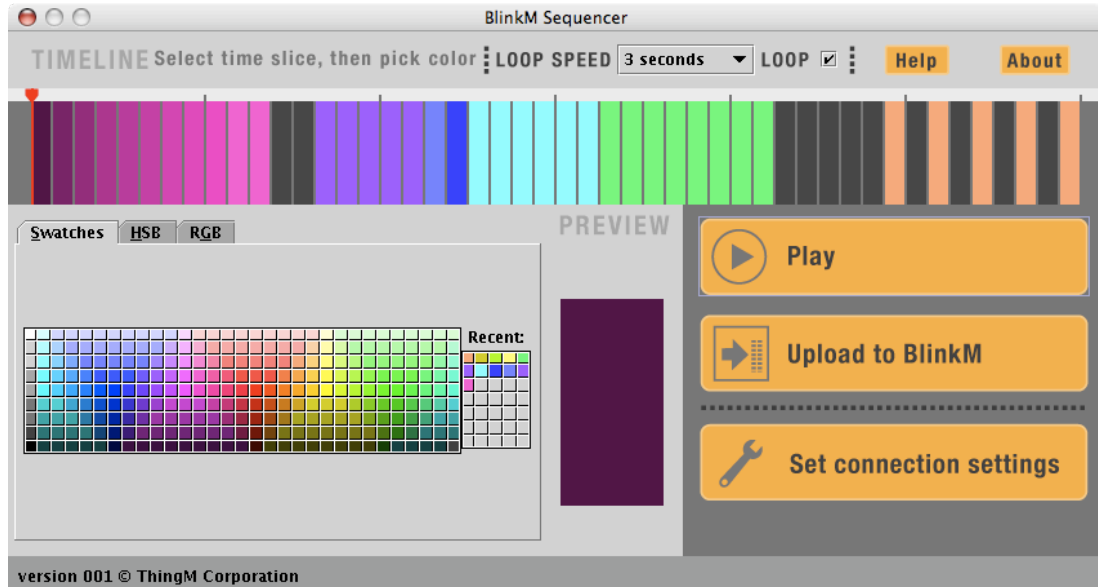 BlinkM Sequencer
TIMELINE Select time slice, then pick color LOOP SPEED 3 seconds LOOP Help About
Swatches HSB RGB
PREVIEW
Play
Recent:
Upload to BlinkM
Set connection settings
version 001 © ThingM Corporation